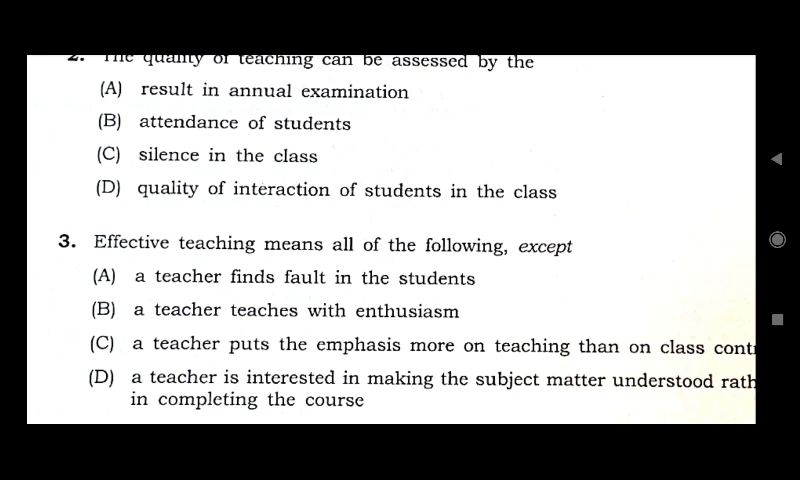 2. The quality of teaching can be assessed by the
(A) result in annual examination
(B) attendance of students
(C) silence in the class
(D) quality of interaction of students in the class
3. Effective teaching means all of the following, except
(A) a teacher finds fault in the students
(B) a teacher teaches with enthusiasm
(C) a teacher puts the emphasis more on teaching than on class
(D) a teacher is interested in making the subject matter understood
in completing the course